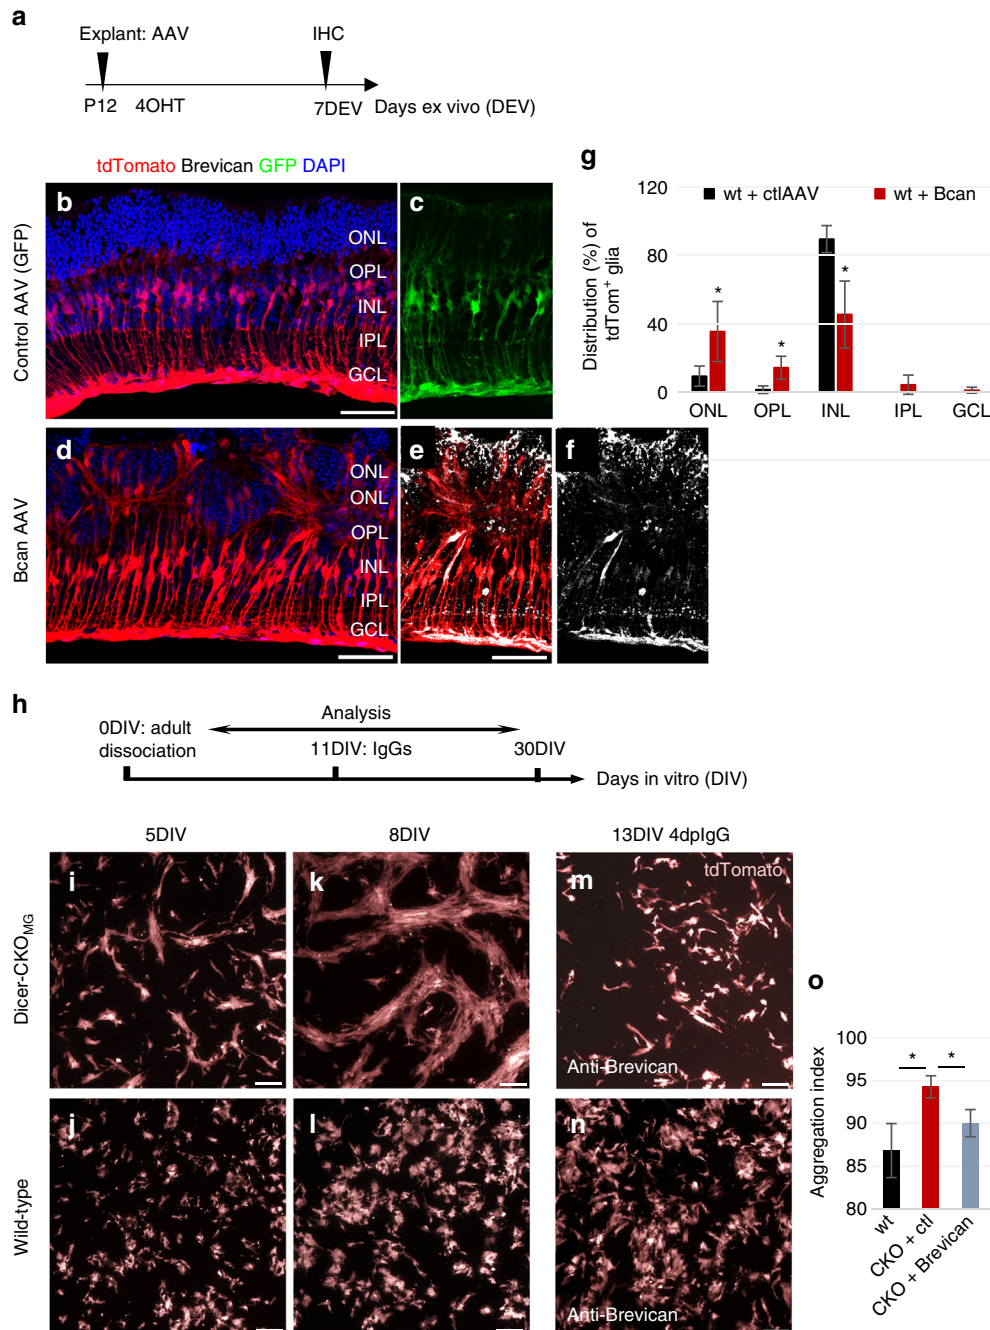 a
Explant: AAV
IHC
P12
4OHT
7DEV
Days ex vivo (DEV)
tdTomato Brevican GFP DAPI
Control AAV (GFP)
b
ONL
OPL
INL
IPL
GCL
c
Bcan AAV
d
ONL
ONL
OPL
INL
IPL
GCL
e
f
g
Distribution (%) of
tdTom+ glia
120
80
40
0
wt + ctlAAV
wt + Bcan
*
*
*
ONL
OPL
INL
IPL
GCL
h
0DIV: adult
dissociation
Analysis
11DIV: IgGs
30DIV
Days in vitro (DIV)
5DIV
8DIV
13DIV 4dpIgG
Dicer-CKOMG
i
k
m
tdTomato
Anti-Brevican
Wild-type
j
l
n
Anti-Brevican
o
Aggregation index
100
95
90
85
80
*
*
wt
CKO + ctl
CKO + Brevican